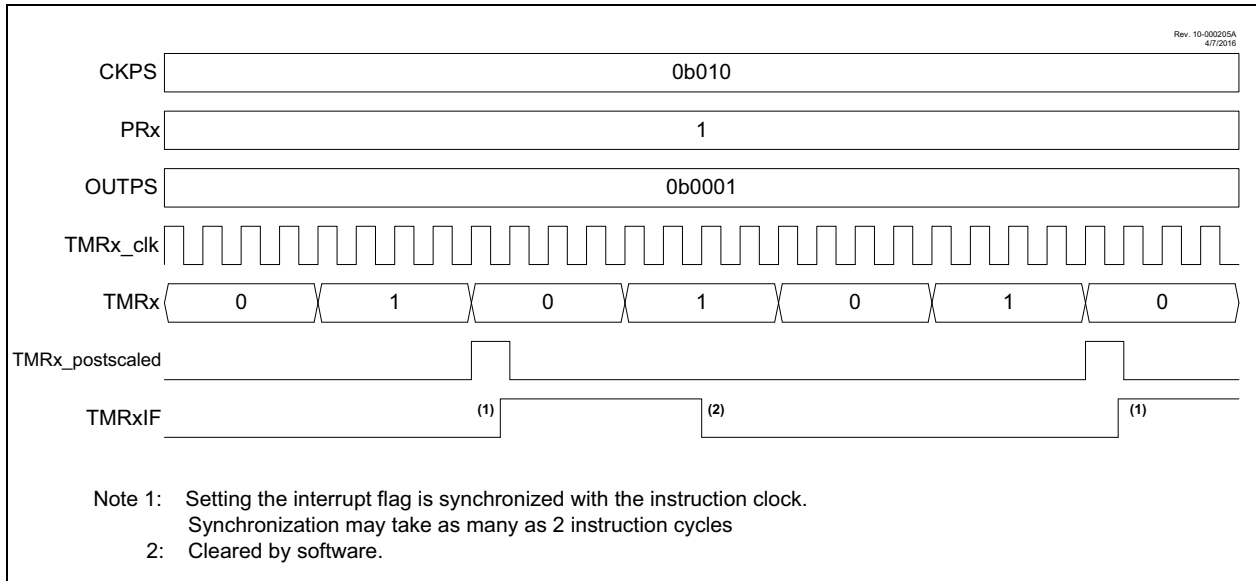 Rev. 10-000205A
4/7/2016
CKPS 0b010
PRx 1
OUTPS 0b0001
TMRx_clk
TMRx 0 1 0 1 0 1 0
TMRx_postscaled
TMRxIF (1) (2) (1)
Note 1: Setting the interrupt flag is synchronized with the instruction clock.
Synchronization may take as many as 2 instruction cycles
2: Cleared by software.